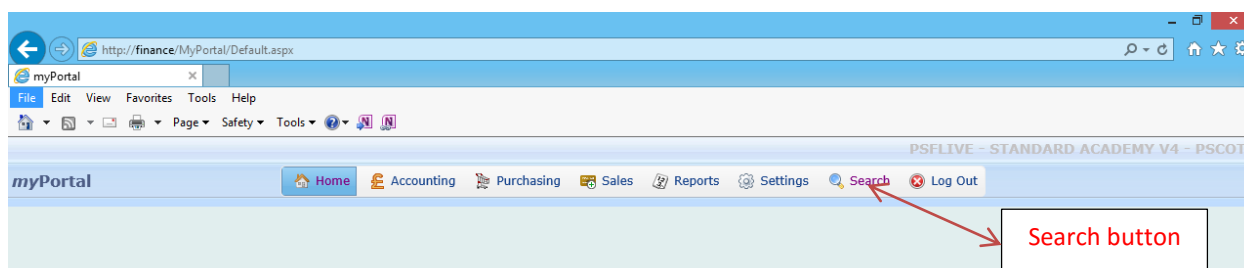 http://finance/MyPortal/Default.aspx
myPortal
File Edit View Favorites Tools Help
Page Safety Tools
PSFLIVE - STANDARD ACADEMY V4 - PSCOT
myPortal Home Accounting Purchasing Sales Reports Settings Search Log Out
Search button